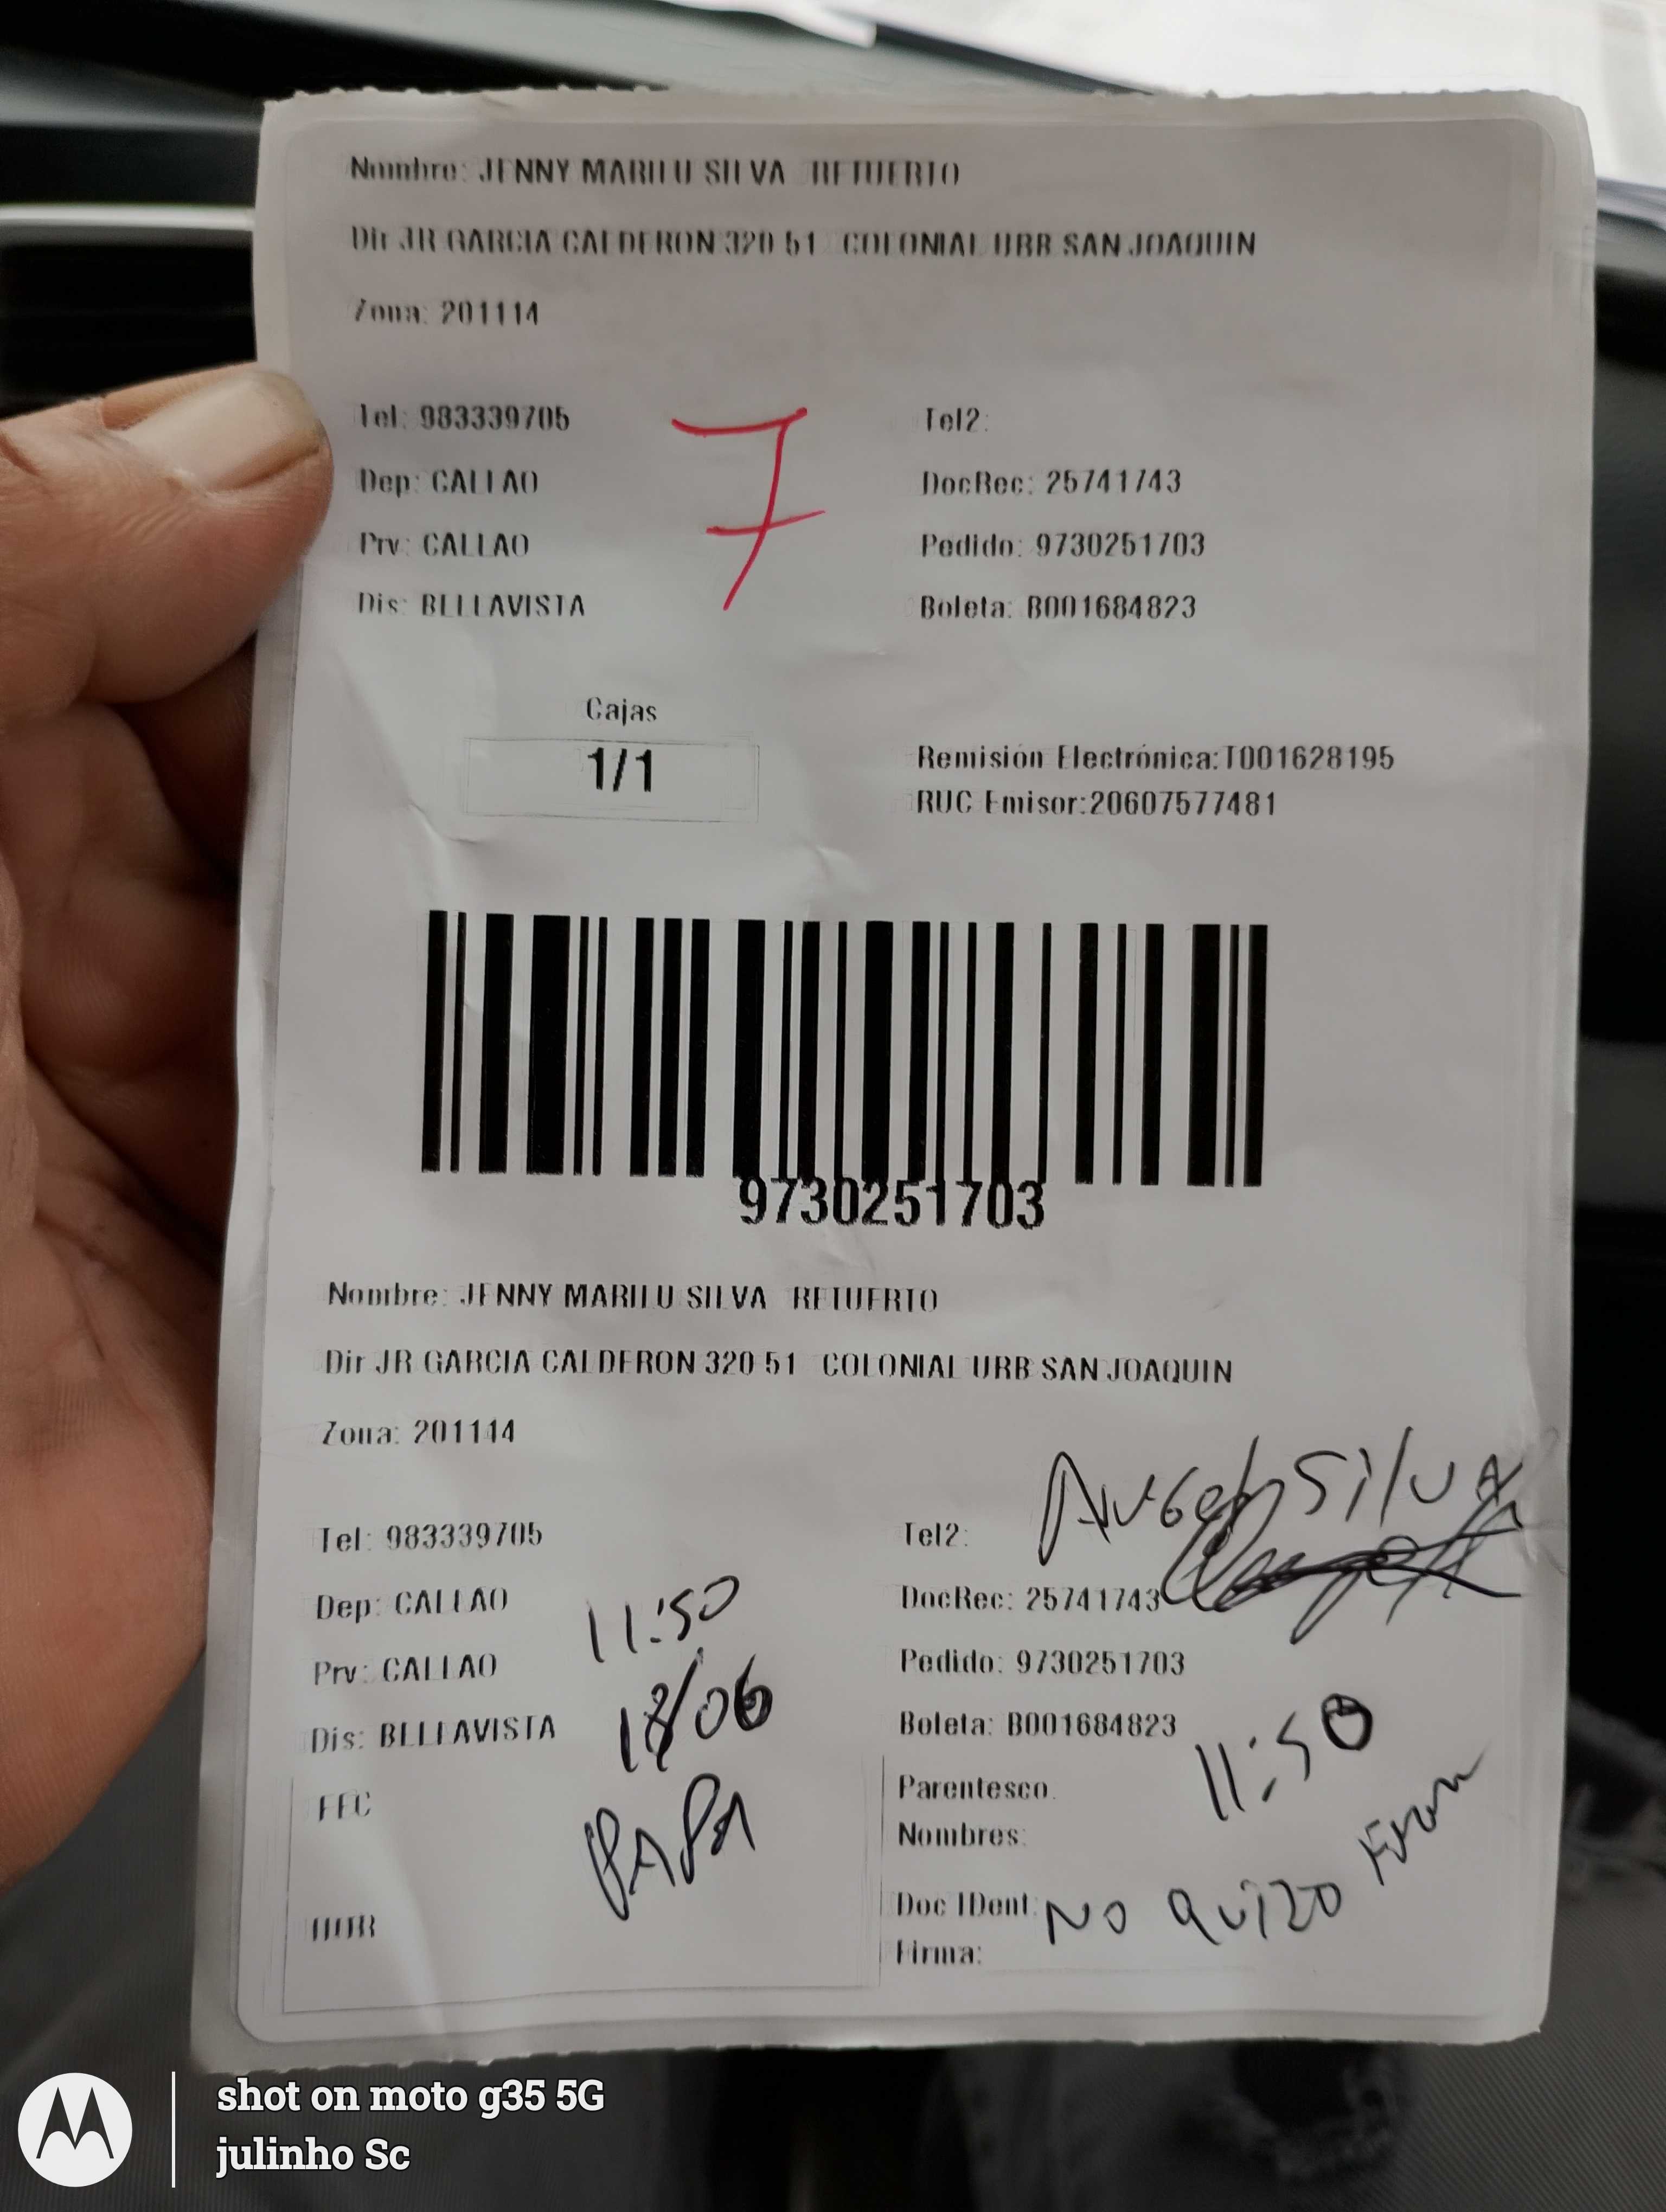 Nombre: JENNY MARILU SILVA RETUERTO
Dir JR GARCIA CALDERON 320 51 COLONIAL URB SAN JOAQUIN
Zona: 201114
Tel: 983339705
7
Tel2:
Dep: CALLAO
DocRec: 25741743
Prv: CALLAO
Pedido: 9730251703
Dis: BELLAVISTA
Boleta: B001684823
Cajas
1/1
Remisión Electrónica:T001628195
RUC Emisor:20607577481
9730251703
Nombre: JENNY MARILU SILVA RETUERTO
Dir JR GARCIA CALDERON 320 51 COLONIAL URB SAN JOAQUIN
Zona: 201114
Tel: 983339705
Tel2:
Silva
Dep: CALLAO
11:50
DocRec: 25741743
Prv: CALLAO
Pedido: 9730251703
Dis: BELLAVISTA
18/06
Boleta: B001684823
11:50
FEC
PAPA
Parentesco:
Nombres:
HOR
Doc IDent:
No quizo
Firma:
shot on moto g35 5G
julinho Sc